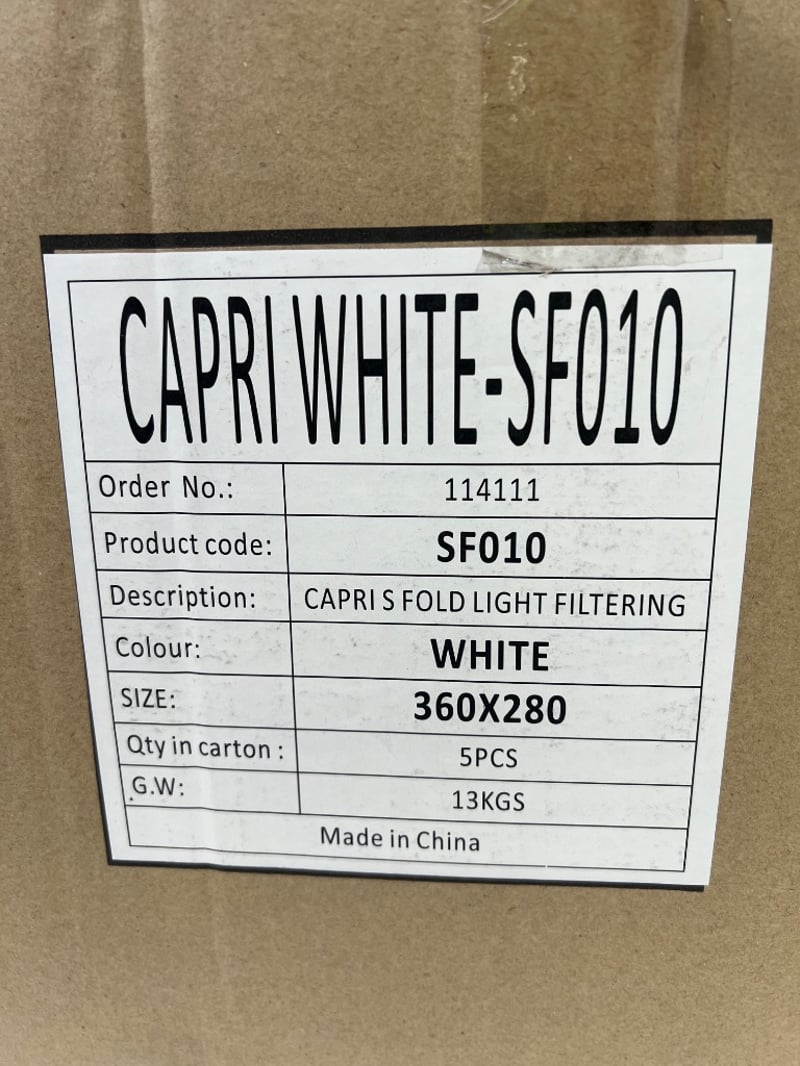 CAPRI WHITE-SF010
Order No.: 114111
Product code: SF010
Description: CAPRI S FOLD LIGHT FILTERING
Colour: WHITE
SIZE: 360X280
Qty in carton : 5PCS
G.W: 13KGS
Made in China